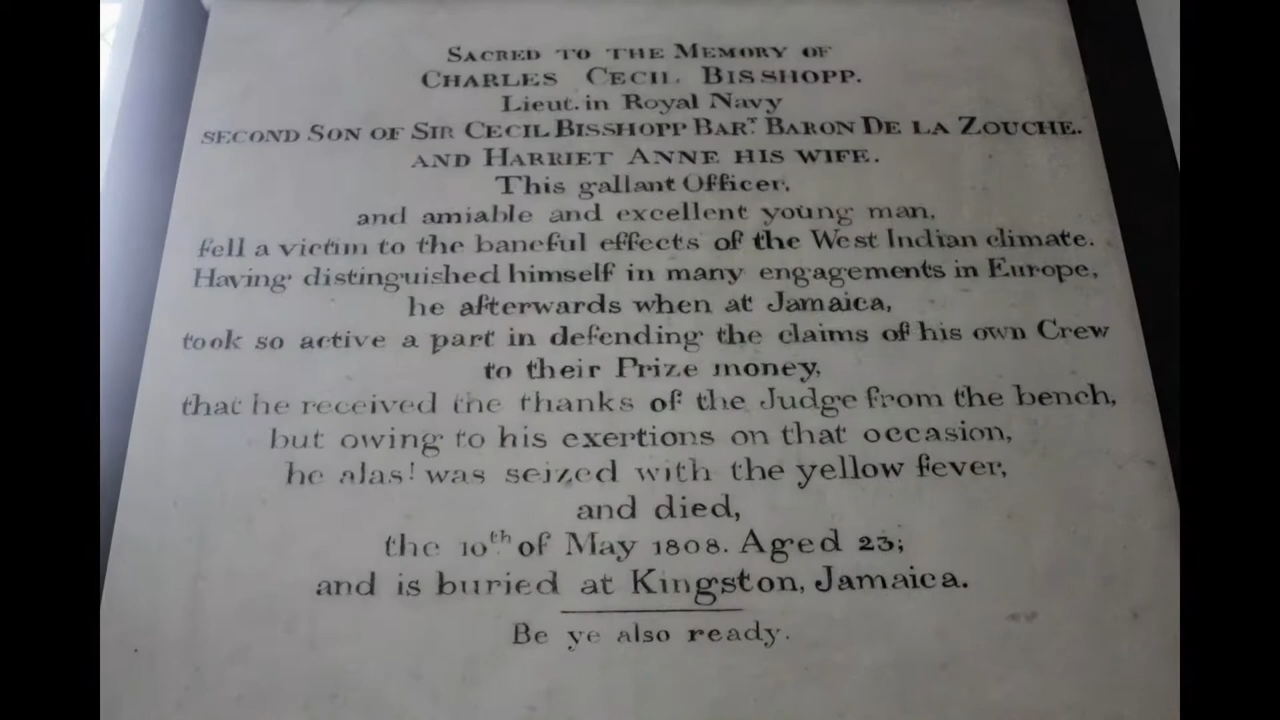 SACRED TO THE MEMORY OF
CHARLES CECIL BISSHOPP.
Lieut. in Royal Navy
SECOND SON OF SIR CECIL BISSHOPP BART. BARON DE LA ZOUCHE.
AND HARRIET ANNE HIS WIFE.
This gallant Officer,
and amiable and excellent young man,
fell a victim to the baneful effects of the West Indian climate.
Having distinguished himself in many engagements in Europe,
he afterwards when at Jamaica,
took so active a part in defending the claims of his own Crew
to their Prize money,
that he received the thanks of the Judge from the bench,
but owing to his exertions on that occasion,
he alas! was seized with the yellow fever,
and died,
the 10th of May 1808. Aged 23;
and is buried at Kingston, Jamaica.
Be ye also ready.